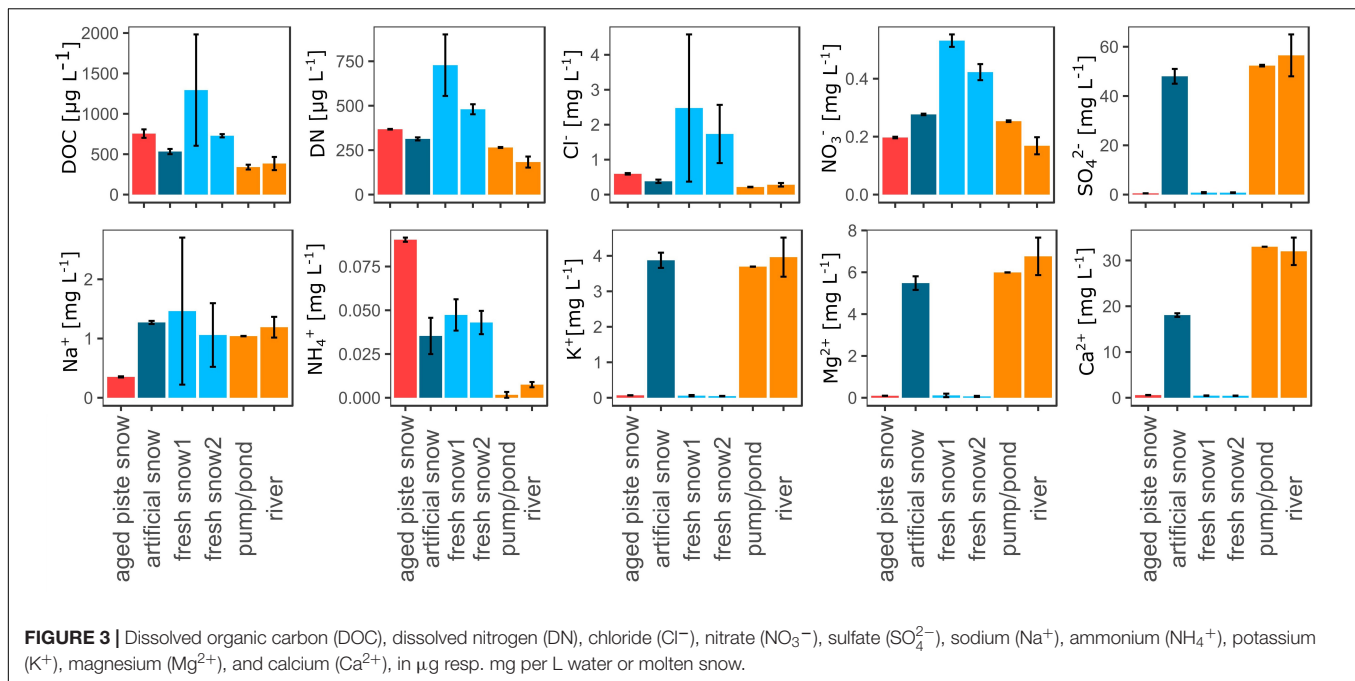 DOC [µg L⁻¹]
2000
1500
1000
500
0
DN [µg L⁻¹]
750
500
250
0
Cl⁻ [mg L⁻¹]
4
3
2
1
0
NO₃⁻ [mg L⁻¹]
0.4
0.2
0.0
SO₄²⁻ [mg L⁻¹]
60
40
20
0
Na⁺ [mg L⁻¹]
2
1
0
NH₄⁺ [mg L⁻¹]
0.075
0.050
0.025
0.000
K⁺[mg L⁻¹]
4
3
2
1
0
Mg²⁺ [mg L⁻¹]
8
6
4
2
0
Ca²⁺ [mg L⁻¹]
30
20
10
0
aged piste snow
artificial snow
fresh snow1
fresh snow2
pump/pond
river
aged piste snow
artificial snow
fresh snow1
fresh snow2
pump/pond
river
aged piste snow
artificial snow
fresh snow1
fresh snow2
pump/pond
river
aged piste snow
artificial snow
fresh snow1
fresh snow2
pump/pond
river
aged piste snow
artificial snow
fresh snow1
fresh snow2
pump/pond
river
FIGURE 3 | Dissolved organic carbon (DOC), dissolved nitrogen (DN), chloride (Cl⁻), nitrate (NO₃⁻), sulfate (SO₄²⁻), sodium (Na⁺), ammonium (NH₄⁺), potassium
(K⁺), magnesium (Mg²⁺), and calcium (Ca²⁺), in µg resp. mg per L water or molten snow.